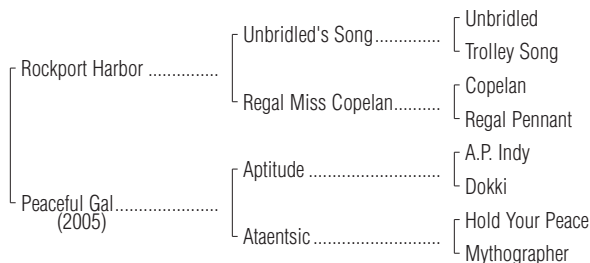 Unbridled
Unbridled's Song..............
Trolley Song
Rockport Harbor ...............
Copelan
Regal Miss Copelan..........
Regal Pennant
A.P. Indy
Aptitude ............................
Dokki
Peaceful Gal......................
(2005)
Hold Your Peace
Ataentsic...........................
Mythographer